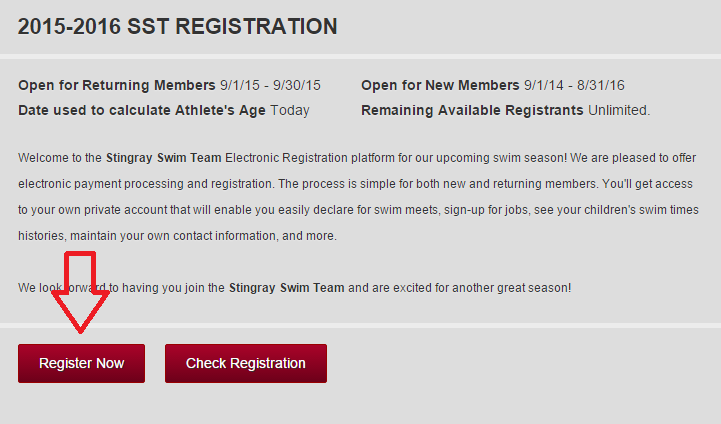 2015-2016 SST REGISTRATION
Open for Returning Members 9/1/15 - 9/30/15
Open for New Members 9/1/14 - 8/31/16
Date used to calculate Athlete's Age Today
Remaining Available Registrants Unlimited.
Welcome to the Stingray Swim Team Electronic Registration platform for our upcoming swim season! We are pleased to offer
electronic payment processing and registration. The process is simple for both new and returning members. You'll get access
to your own private account that will enable you easily declare for swim meets, sign-up for jobs, see your children's swim times
histories, maintain your own contact information, and more.
We look forward to having you join the Stingray Swim Team and are excited for another great season!
Register Now
Check Registration